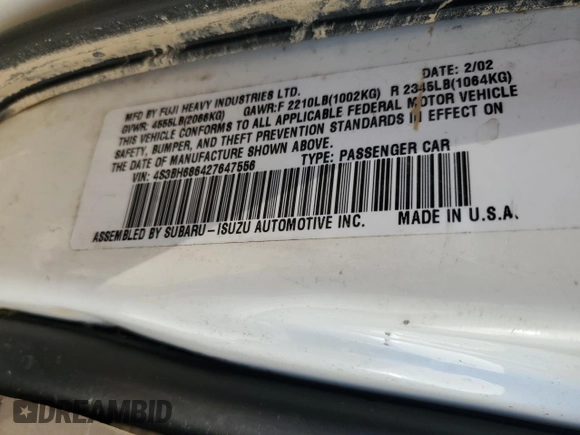 MFD BY FUJI HEAVY INDUSTRIES LTD. DATE: 2/02
GVWR: 4555LB(2066KG) GAWR:F 2210LB(1002KG) R 2345LB(1064KG)
THIS VEHICLE CONFORMS TO ALL APPLICABLE FEDERAL MOTOR VEHICLE
SAFETY, BUMPER, AND THEFT PREVENTION STANDARDS IN EFFECT ON
THE DATE OF MANUFACTURE SHOWN ABOVE.
VIN: 4S3BH686427647556 TYPE: PASSENGER CAR
ASSEMBLED BY SUBARU-ISUZU AUTOMOTIVE INC. MADE IN U.S.A.
DREAMBID